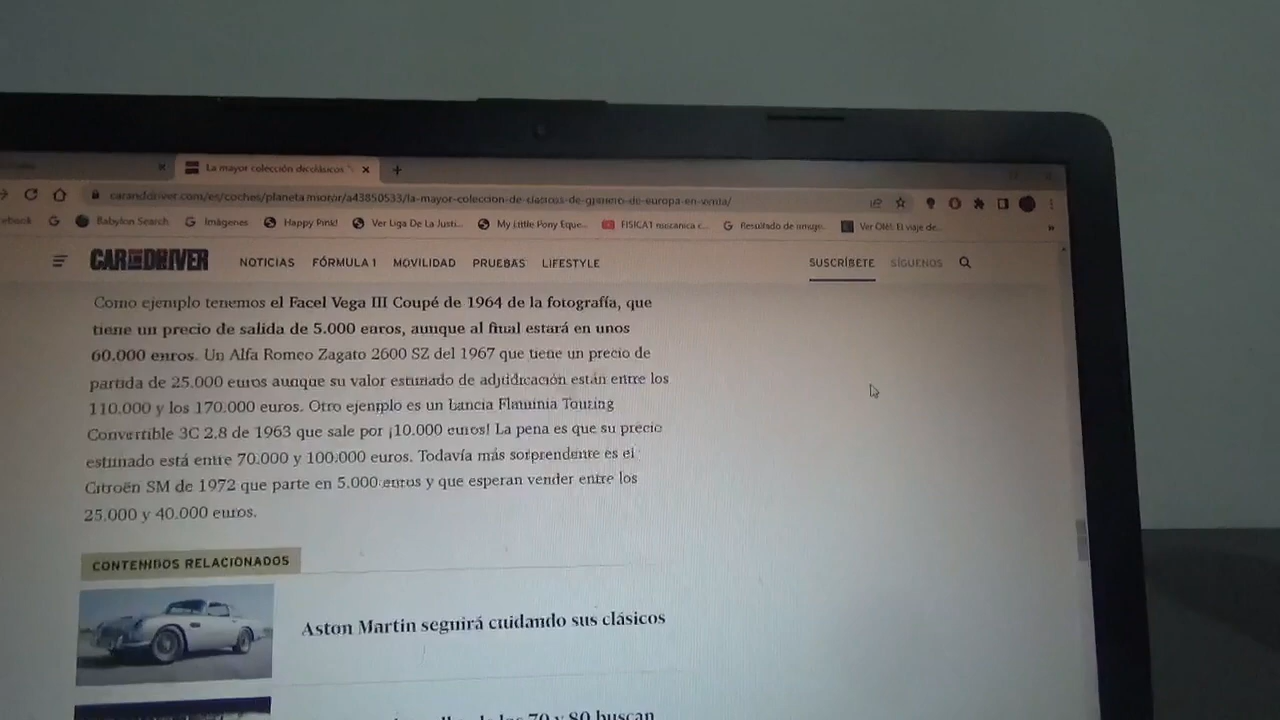 La mayor colección de clásicos
caranddriver.com/es/coches/planeta-motor/a43850533/la-mayor-coleccion-de-clasicos-de-granero-de-europa-en-venta/
ebook
Babylon Search
Imágenes
Happy Pink!
Ver Liga De La Justi...
My Little Pony Eque...
FISICA1 mecanica c...
Resultado de
Ver Olé! El viaje de...
»
CAR AND DRIVER NOTICIAS FÓRMULA 1 MOVILIDAD PRUEBAS LIFESTYLE SUSCRÍBETE SÍGUENOS
Como ejemplo tenemos el Facel Vega III Coupé de 1964 de la fotografía, que
tiene un precio de salida de 5.000 euros, aunque al final estará en unos
60.000 euros. Un Alfa Romeo Zagato 2600 SZ del 1967 que tiene un precio de
partida de 25.000 euros aunque su valor estimado de adjudicación están entre los
110.000 y los 170.000 euros. Otro ejemplo es un Lancia Flaminia Touring
Convertible 3C 2.8 de 1963 que sale por ¡10.000 euros! La pena es que su precio
estimado está entre 70.000 y 100.000 euros. Todavía más sorprendente es el
Citroën SM de 1972 que parte en 5.000 euros y que esperan vender entre los
25.000 y 40.000 euros.
CONTENIDOS RELACIONADOS
Aston Martin seguirá cuidando sus clásicos
de los 70 y 80 buscan